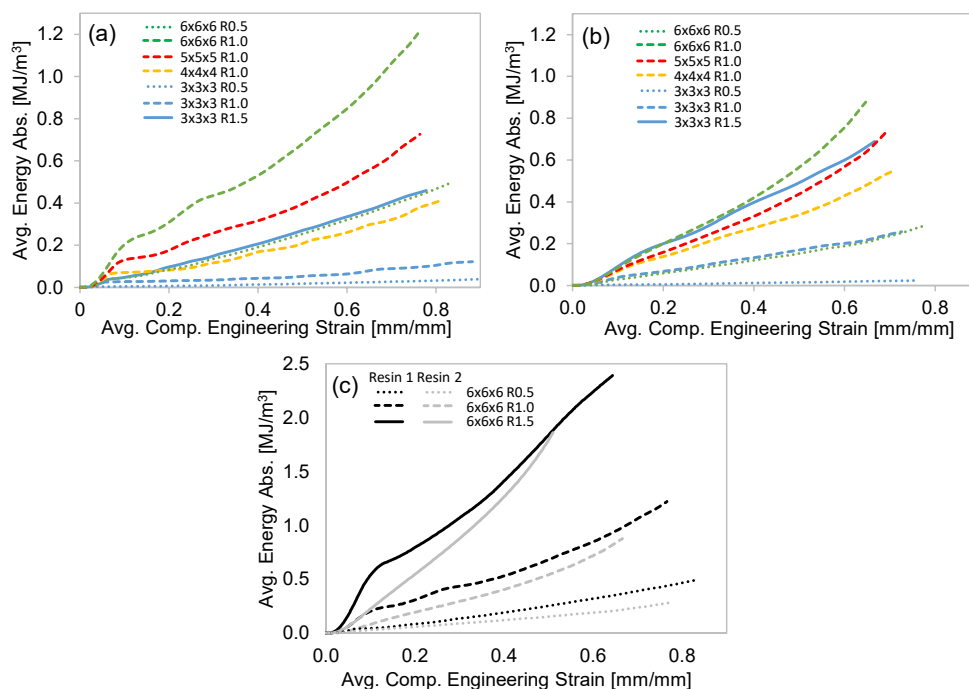 (a)
6x6x6 R0.5
6x6x6 R1.0
5x5x5 R1.0
4x4x4 R1.0
3x3x3 R0.5
3x3x3 R1.0
3x3x3 R1.5
1.2
1.0
0.8
0.6
0.4
0.2
0.0
0.0 0.2 0.4 0.6 0.8
Avg. Energy Abs. [MJ/m³]
Avg. Comp. Engineering Strain [mm/mm]
(b)
6x6x6 R0.5
6x6x6 R1.0
5x5x5 R1.0
4x4x4 R1.0
3x3x3 R0.5
3x3x3 R1.0
3x3x3 R1.5
1.2
1.0
0.8
0.6
0.4
0.2
0.0
0.0 0.2 0.4 0.6 0.8
Avg. Energy Abs. [MJ/m³]
Avg. Comp. Engineering Strain [mm/mm]
(c)
Resin 1 Resin 2
6x6x6 R0.5
6x6x6 R1.0
6x6x6 R1.5
2.5
2.0
1.5
1.0
0.5
0.0
0.0 0.2 0.4 0.6 0.8
Avg. Energy Abs. [MJ/m³]
Avg. Comp. Engineering Strain [mm/mm]